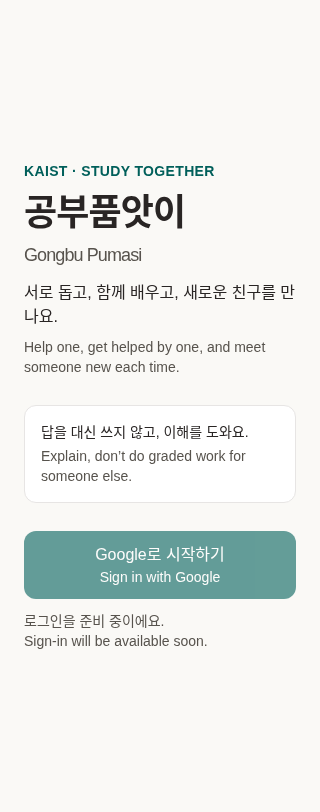 KAIST · STUDY TOGETHER
공부품앗이
Gongbu Pumasi
서로 돕고, 함께 배우고, 새로운 친구를 만
나요.
Help one, get helped by one, and meet
someone new each time.
답을 대신 쓰지 않고, 이해를 도와요.
Explain, don’t do graded work for
someone else.
Google로 시작하기
Sign in with Google
로그인을 준비 중이에요.
Sign-in will be available soon.